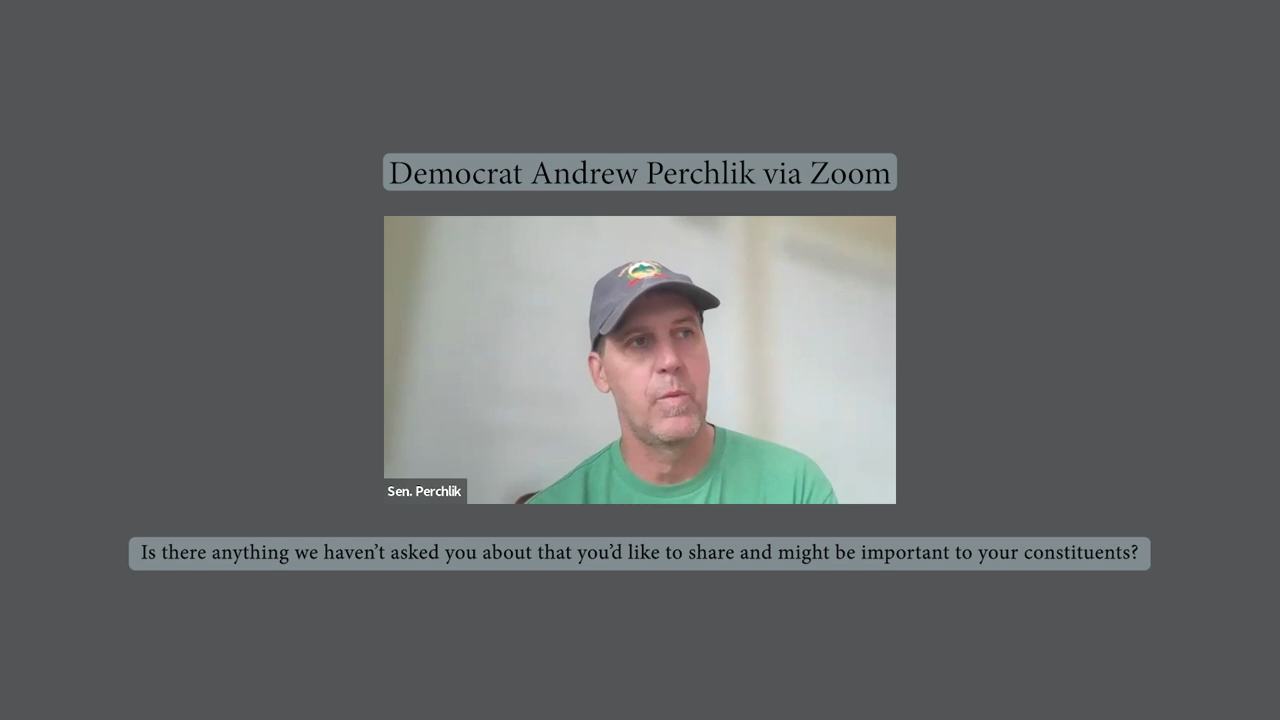 Democrat Andrew Perchlik via Zoom
Sen. Perchlik
Is there anything we haven’t asked you about that you’d like to share and might be important to your constituents?